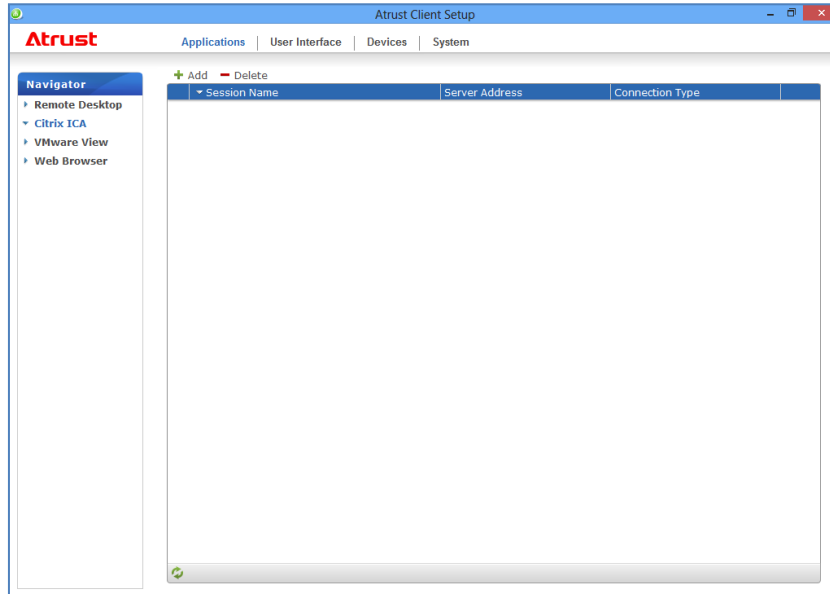 Atrust Client Setup
Atrust
Applications | User Interface | Devices | System
Navigator
Remote Desktop
Citrix ICA
VMware View
Web Browser
Add Delete
Session Name Server Address Connection Type